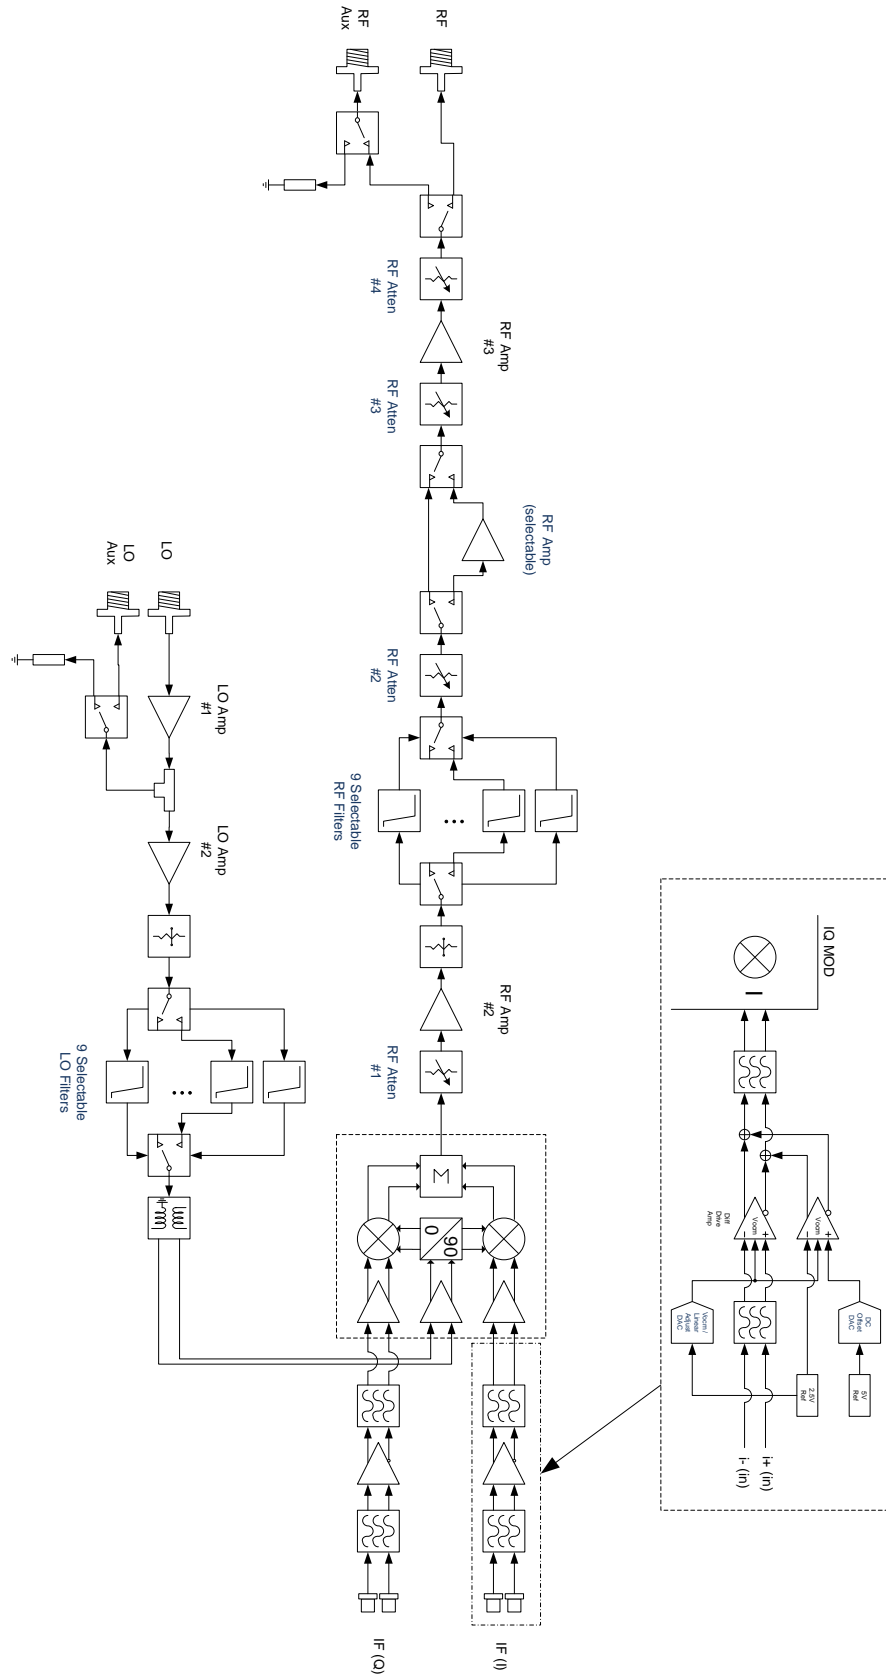 RF
Aux
RF
RF Atten
#4
RF Amp
#3
RF Atten
#3
RF Amp
(selectable)
LO
Aux
LO
RF Atten
#2
LO Amp
#1
9 Selectable
RF Filters
LO Amp
#2
RF Amp
#2
RF Atten
#1
9 Selectable
LO Filters
Σ
0
90
IF (Q)
IF (I)
IQ MOD
I
Diff
Drive
Amp
Vocm
+
-
Vocm
+
-
Vocm /
Linear
Adjust
DAC
DC
Offset
DAC
2.5V
Ref
5V
Ref
i- (in)
i+ (in)